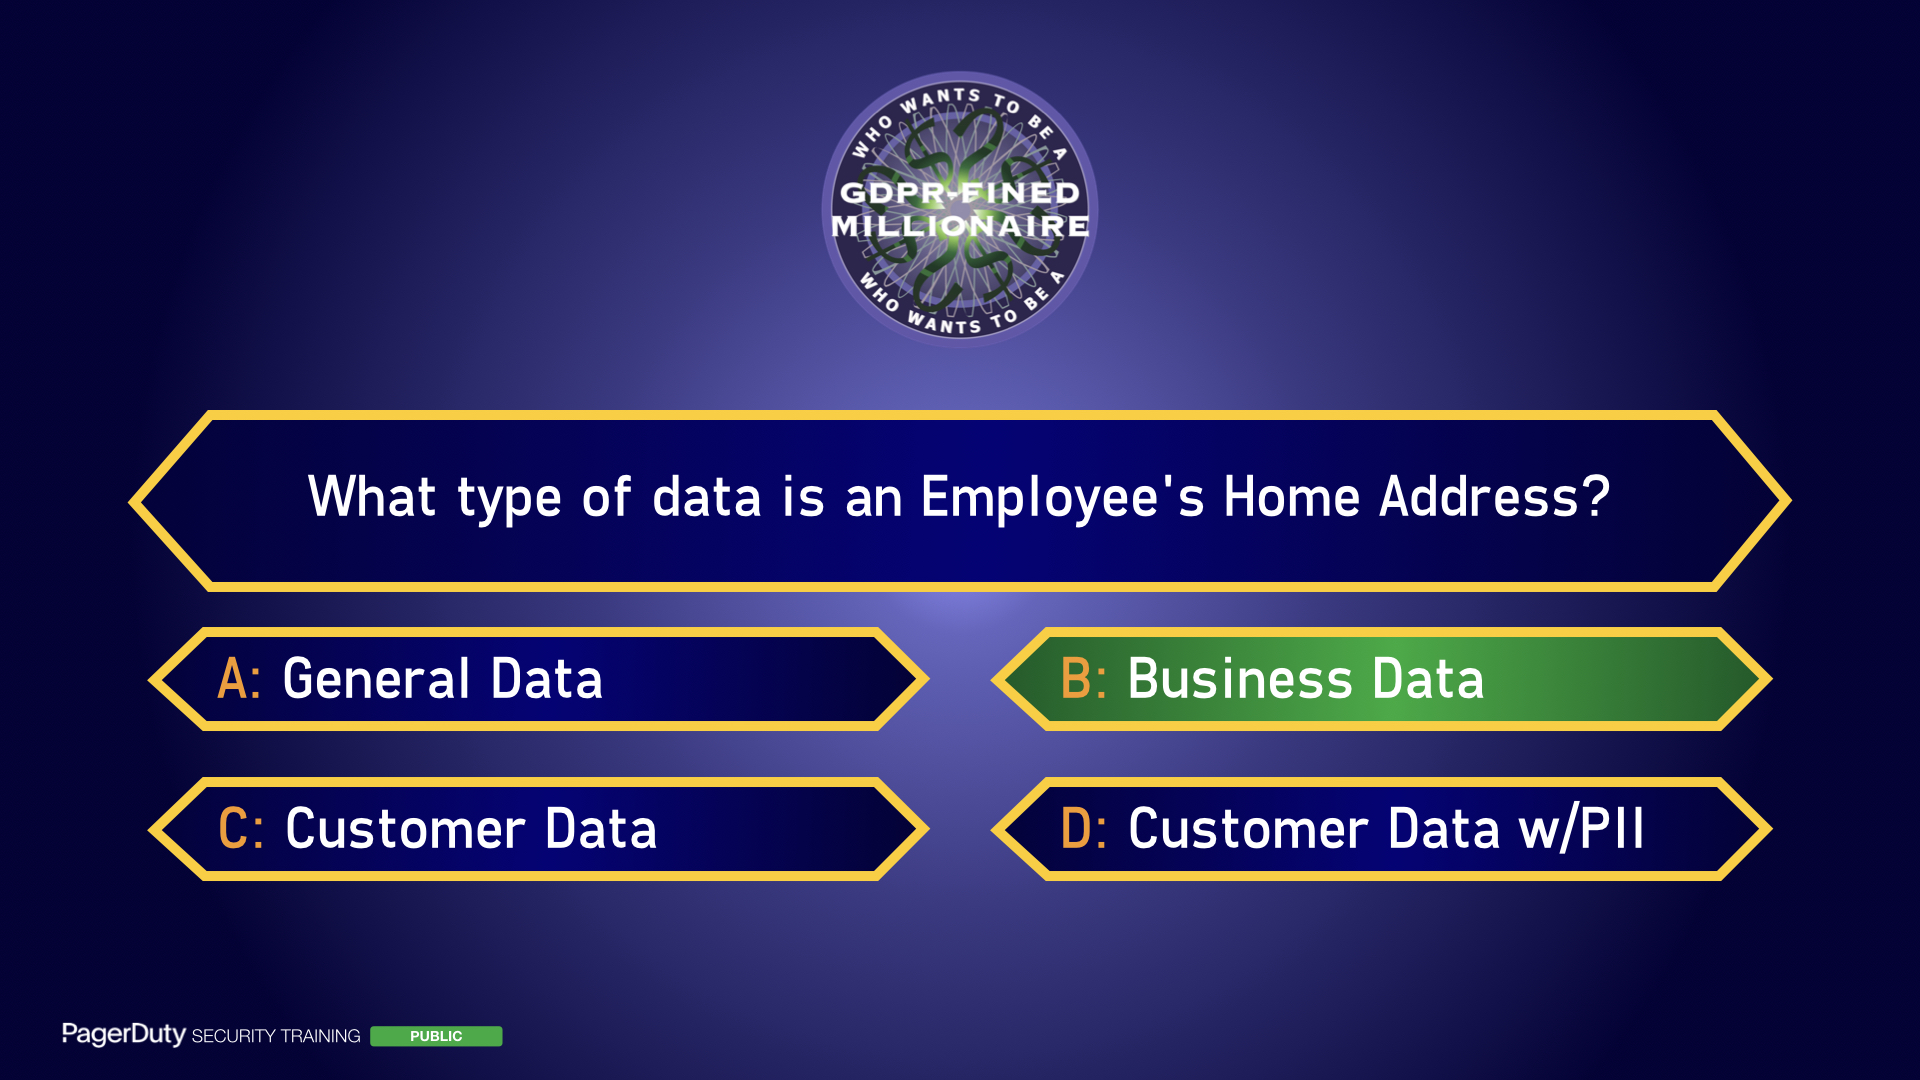 WHO WANTS TO BE A
GDPR-FINED
MILLIONAIRE
WHO WANTS TO BE A
What type of data is an Employee's Home Address?
A: General Data
B: Business Data
C: Customer Data
D: Customer Data w/PII
PagerDuty SECURITY TRAINING PUBLIC